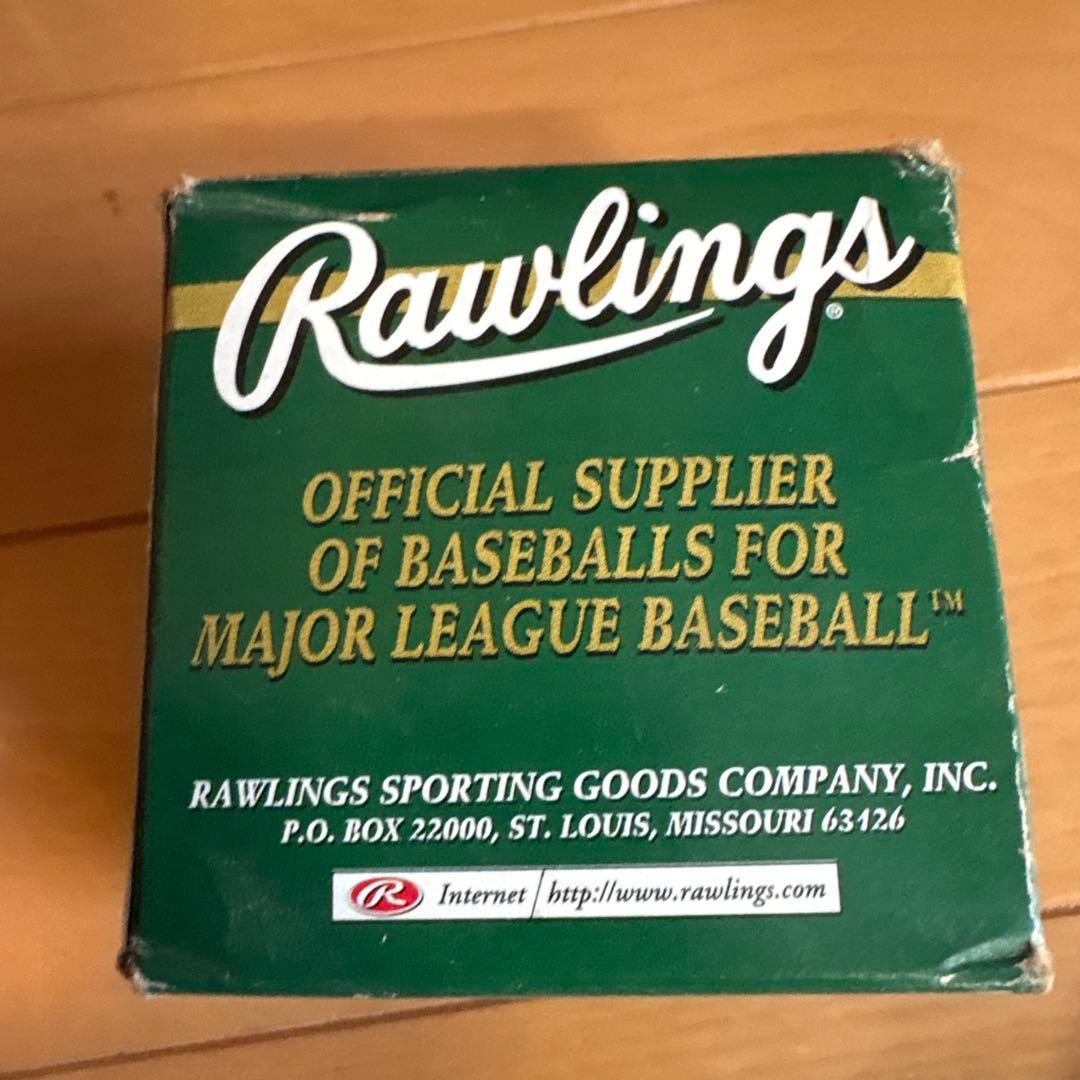 Rawlings®
OFFICIAL SUPPLIER
OF BASEBALLS FOR
MAJOR LEAGUE BASEBALL™
RAWLINGS SPORTING GOODS COMPANY, INC.
P.O. BOX 22000, ST. LOUIS, MISSOURI 63126
R Internet http://www.rawlings.com